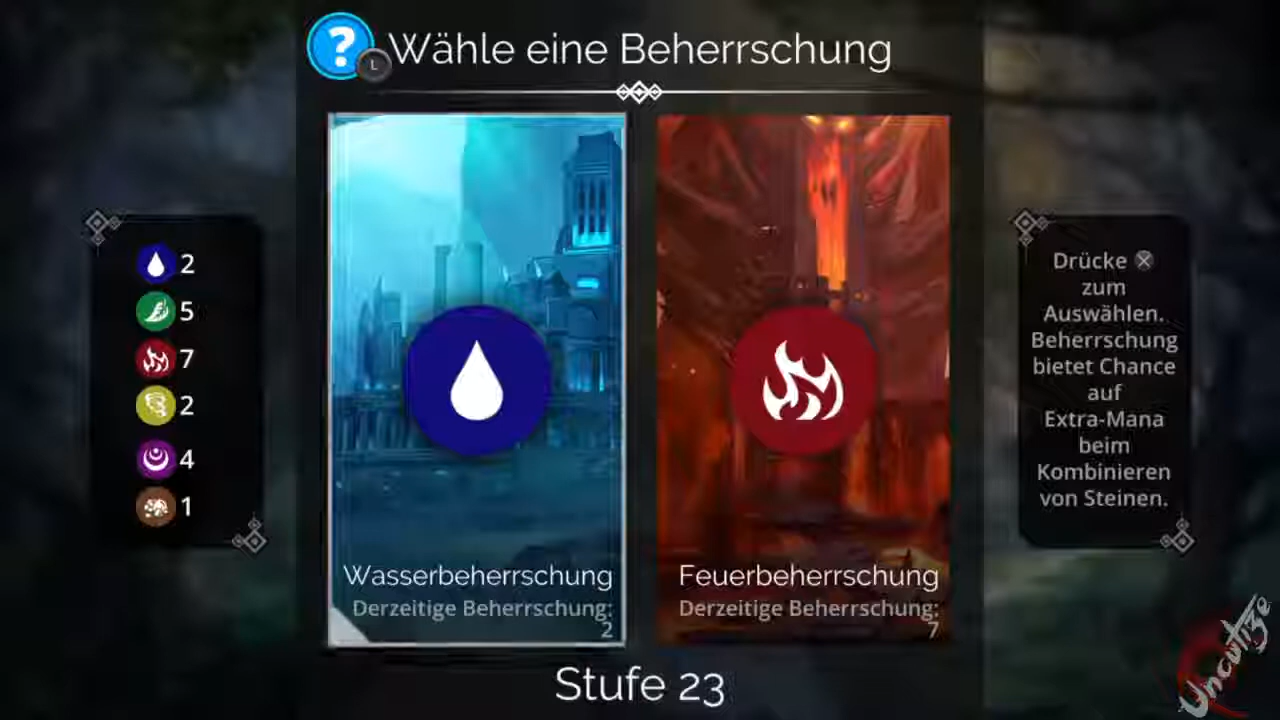 ?
L
Wähle eine Beherrschung
2
5
7
2
4
1
Wasserbeherrschung
Derzeitige Beherrschung:
2
Feuerbeherrschung
Derzeitige Beherrschung:
7
Drücke ⊗
zum
Auswählen.
Beherrschung
bietet Chance
auf
Extra-Mana
beim
Kombinieren
von Steinen.
Stufe 23
Uncutize